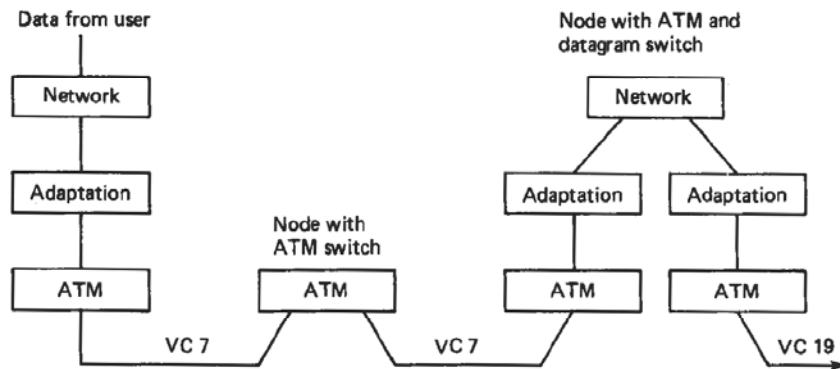 Data from user
Node with ATM and
datagram switch
Network
Network
Adaptation
Adaptation
Adaptation
Node with
ATM switch
ATM
ATM
ATM
ATM
VC 7
VC 7
VC 19